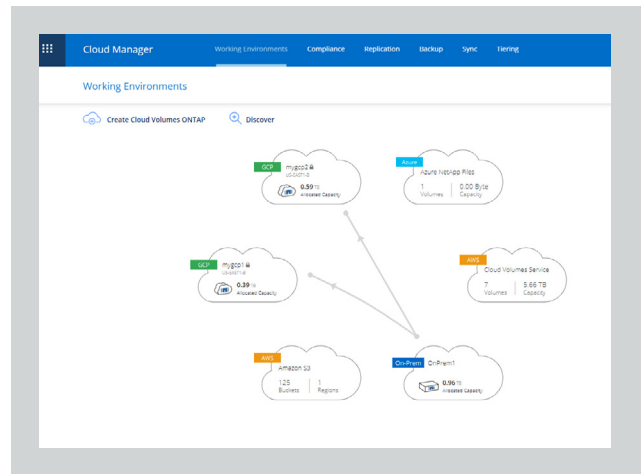 Cloud Manager
Working Environments
Compliance
Replication
Backup
Sync
Tiering
Working Environments
Create Cloud Volumes ONTAP
Discover
GCP
mygcp2
US-EAST1-B
0.59 TB
Allocated Capacity
Azure
Azure NetApp Files
1
Volumes
0.00 Byte
Capacity
GCP
mygcp1
0.39 TB
Allocated Capacity
AWS
Cloud Volumes Service
7
Volumes
5.66 TB
Capacity
AWS
Amazon S3
125
Buckets
1
Regions
On-Prem
OnPrem1
0.96 TB
Allocated Capacity